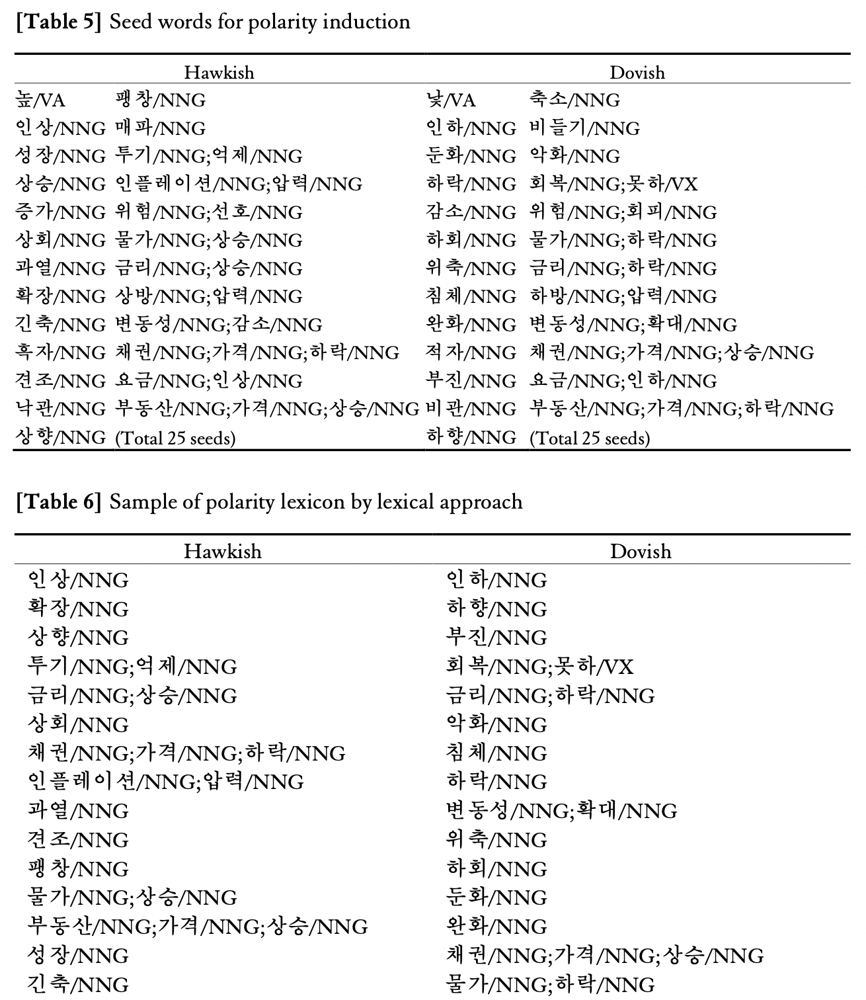 [Table 5] Seed words for polarity induction
Hawkish Dovish
높/VA 팽창/NNG 낮/VA 축소/NNG
인상/NNG 매파/NNG 인하/NNG 비들기/NNG
성장/NNG 투기/NNG;억제/NNG 둔화/NNG 악화/NNG
상승/NNG 인플레이션/NNG;압력/NNG 하락/NNG 회복/NNG;못하/VX
증가/NNG 위험/NNG;선호/NNG 감소/NNG 위험/NNG;회피/NNG
상회/NNG 물가/NNG;상승/NNG 하회/NNG 물가/NNG;하락/NNG
과열/NNG 금리/NNG;상승/NNG 위축/NNG 금리/NNG;하락/NNG
확장/NNG 상방/NNG;압력/NNG 침체/NNG 하방/NNG;압력/NNG
긴축/NNG 변동성/NNG;감소/NNG 완화/NNG 변동성/NNG;확대/NNG
흑자/NNG 채권/NNG;가격/NNG;하락/NNG 적자/NNG 채권/NNG;가격/NNG;상승/NNG
견조/NNG 요금/NNG;인상/NNG 부진/NNG 요금/NNG;인하/NNG
낙관/NNG 부동산/NNG;가격/NNG;상승/NNG 비관/NNG 부동산/NNG;가격/NNG;하락/NNG
상향/NNG (Total 25 seeds) 하향/NNG (Total 25 seeds)
[Table 6] Sample of polarity lexicon by lexical approach
Hawkish Dovish
인상/NNG 인하/NNG
확장/NNG 하향/NNG
상향/NNG 부진/NNG
투기/NNG;억제/NNG 회복/NNG;못하/VX
금리/NNG;상승/NNG 금리/NNG;하락/NNG
상회/NNG 악화/NNG
채권/NNG;가격/NNG;하락/NNG 침체/NNG
인플레이션/NNG;압력/NNG 하락/NNG
과열/NNG 변동성/NNG;확대/NNG
견조/NNG 위축/NNG
팽창/NNG 하회/NNG
물가/NNG;상승/NNG 둔화/NNG
부동산/NNG;가격/NNG;상승/NNG 완화/NNG
성장/NNG 채권/NNG;가격/NNG;상승/NNG
긴축/NNG 물가/NNG;하락/NNG